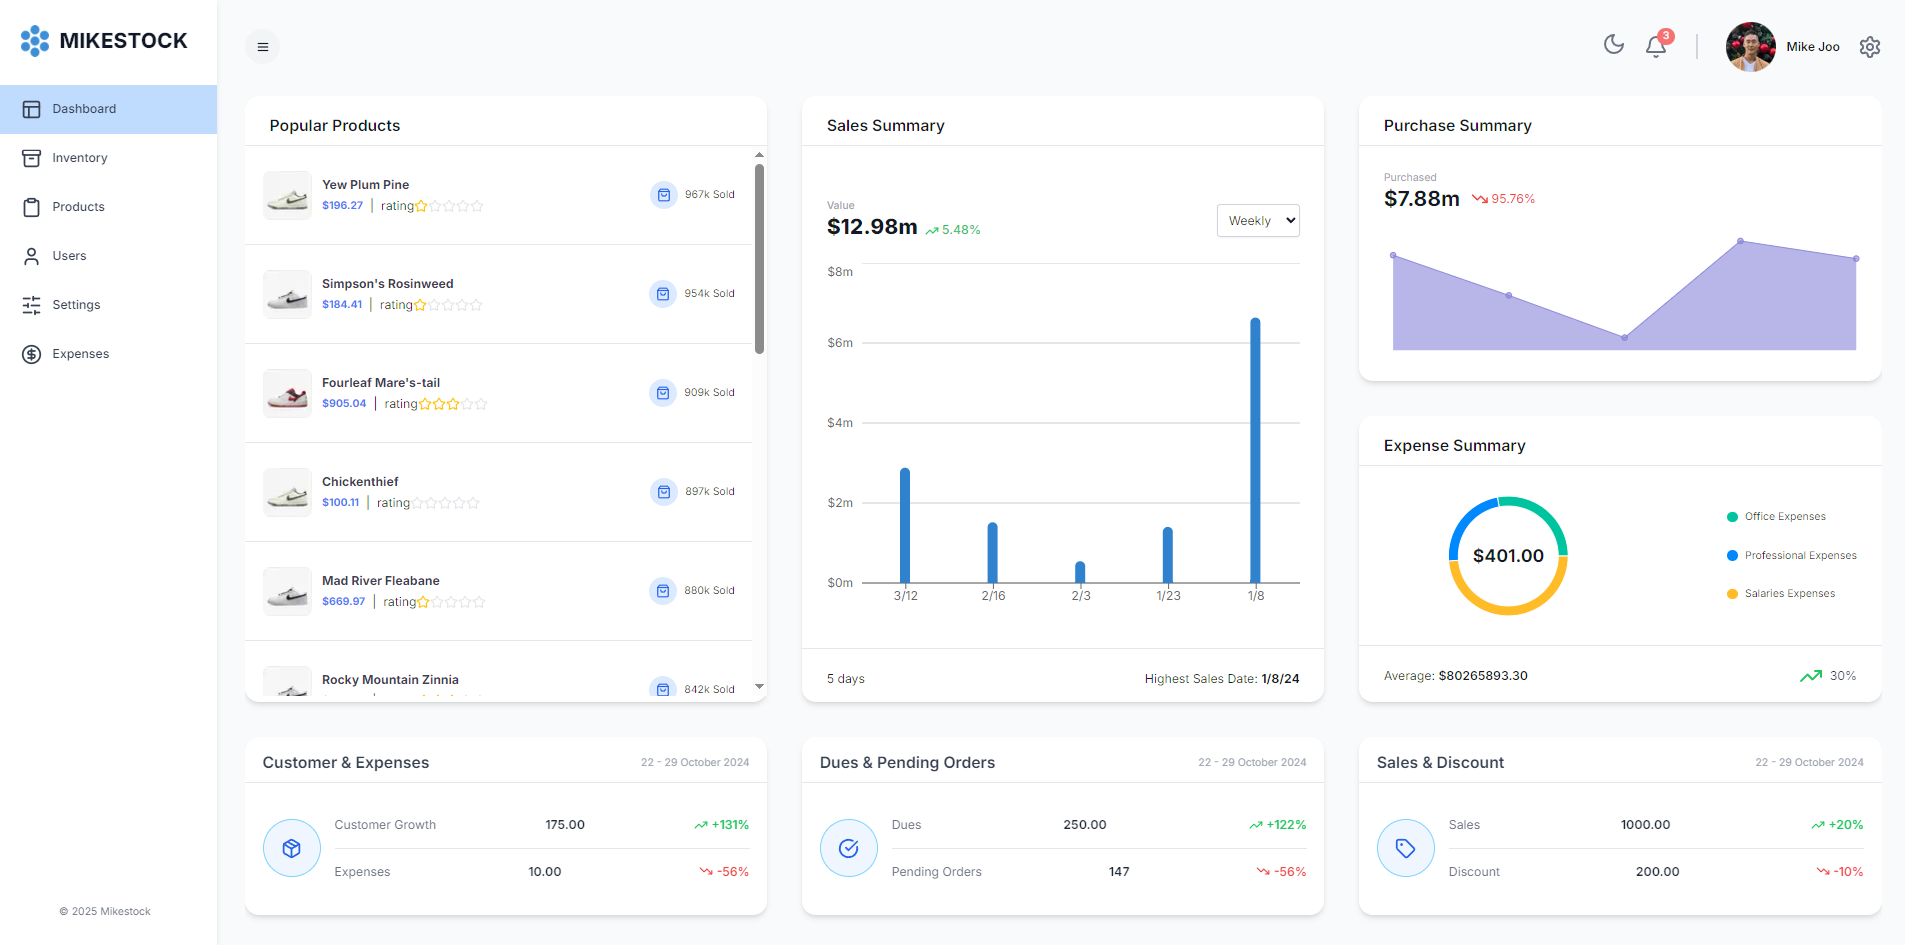 MIKESTOCK
Dashboard
Inventory
Products
Users
Settings
Expenses
© 2025 Mikestock
3
Mike Joo
Popular Products
Yew Plum Pine
$196.27 | rating
967k Sold
Simpson's Rosinweed
$184.41 | rating
954k Sold
Fourleaf Mare's-tail
$905.04 | rating
909k Sold
Chickenthief
$100.11 | rating
897k Sold
Mad River Fleabane
$669.97 | rating
880k Sold
Rocky Mountain Zinnia
842k Sold
Sales Summary
Value
$12.98m 5.48%
Weekly
$8m
$6m
$4m
$2m
$0m
3/12 2/16 2/3 1/23 1/8
5 days
Highest Sales Date: 1/8/24
Purchase Summary
Purchased
$7.88m 95.76%
Expense Summary
$401.00
Office Expenses
Professional Expenses
Salaries Expenses
Average: $80265893.30
30%
Customer & Expenses
22 - 29 October 2024
Customer Growth 175.00 +131%
Expenses 10.00 -56%
Dues & Pending Orders
22 - 29 October 2024
Dues 250.00 +122%
Pending Orders 147 -56%
Sales & Discount
22 - 29 October 2024
Sales 1000.00 +20%
Discount 200.00 -10%